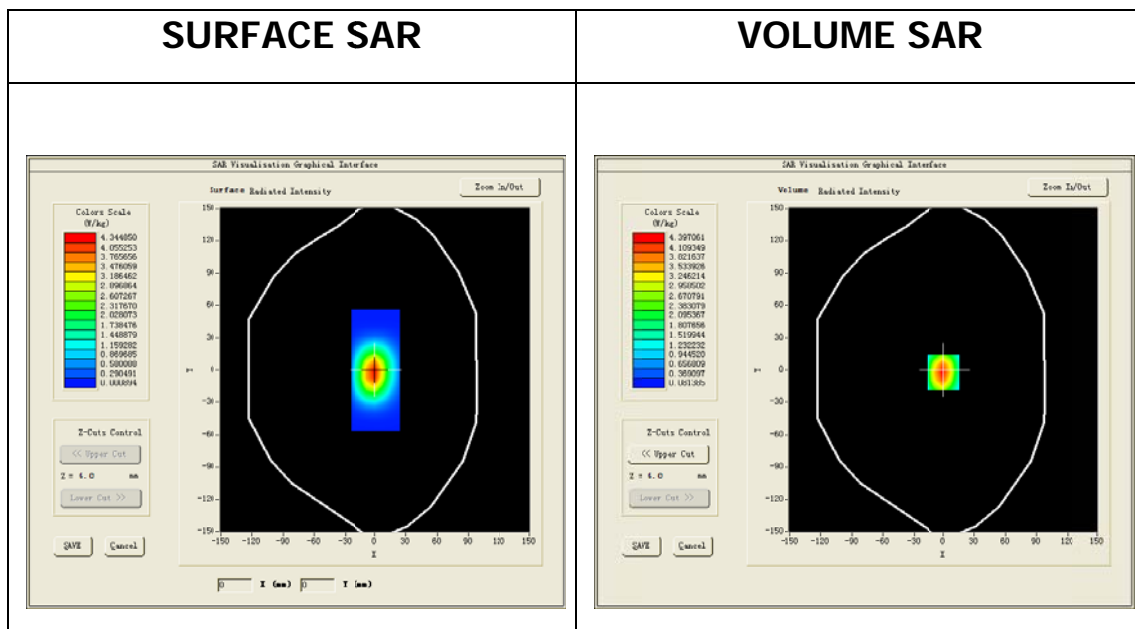 SURFACE SAR
VOLUME SAR
SAR Visualisation Graphical Interface
Surface Radiated Intensity
Zoom In/Out
Colors Scale
(W/kg)
4.344850
4.055253
3.765656
3.476059
3.186462
2.896864
2.607267
2.317670
2.028073
1.738476
1.448879
1.159282
0.869685
0.580088
0.290491
0.000894
Z-Cuts Control
<< Upper Cut
Z = 4.0 mm
Lower Cut >>
SAVE Cancel
150
120
90
60
30
0
-30
-60
-90
-120
-150
Y
-150 -120 -90 -60 -30 0 30 60 90 120 150
X
0 X (mm) 0 Y (mm)
SAR Visualisation Graphical Interface
Volume Radiated Intensity
Zoom In/Out
Colors Scale
(W/kg)
4.397061
4.109349
3.821637
3.533926
3.246214
2.958502
2.670791
2.383079
2.095367
1.807656
1.519944
1.232232
0.944520
0.656809
0.369097
0.081385
Z-Cuts Control
<< Upper Cut
Z = 4.0 mm
Lower Cut >>
SAVE Cancel
150
120
90
60
30
0
-30
-60
-90
-120
-150
Y
-150 -120 -90 -60 -30 0 30 60 90 120 150
X